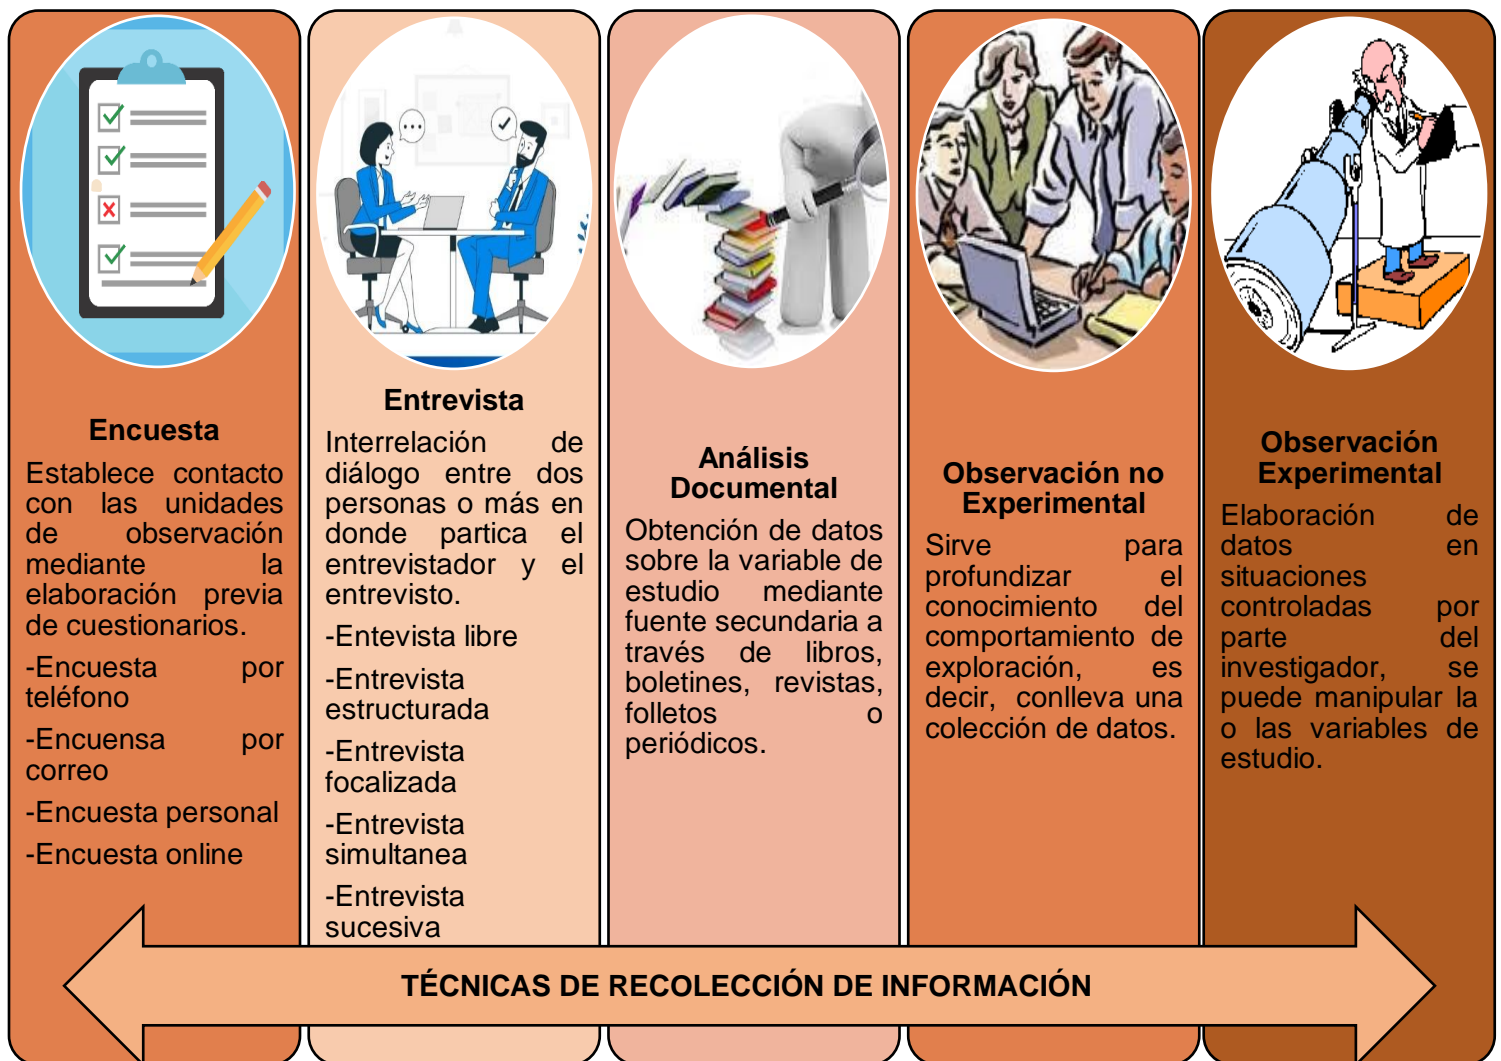 Encuesta
Establece contacto
con las unidades
de observación
mediante la
elaboración previa
de cuestionarios.
-Encuesta por
teléfono
-Encuensa por
correo
-Encuesta personal
-Encuesta online
Entrevista
Interrelación de
diálogo entre dos
personas o más en
donde partica el
entrevistador y el
entrevisto.
-Entevista libre
-Entrevista
estructurada
-Entrevista
focalizada
-Entrevista
simultanea
-Entrevista
sucesiva
Análisis
Documental
Obtención de datos
sobre la variable de
estudio mediante
fuente secundaria a
través de libros,
boletines, revistas,
folletos o
periódicos.
Observación no
Experimental
Sirve para
profundizar el
conocimiento del
comportamiento de
exploración, es
decir, conlleva una
colección de datos.
Observación
Experimental
Elaboración de
datos en
situaciones
controladas por
parte del
investigador, se
puede manipular la
o las variables de
estudio.
TÉCNICAS DE RECOLECCIÓN DE INFORMACIÓN